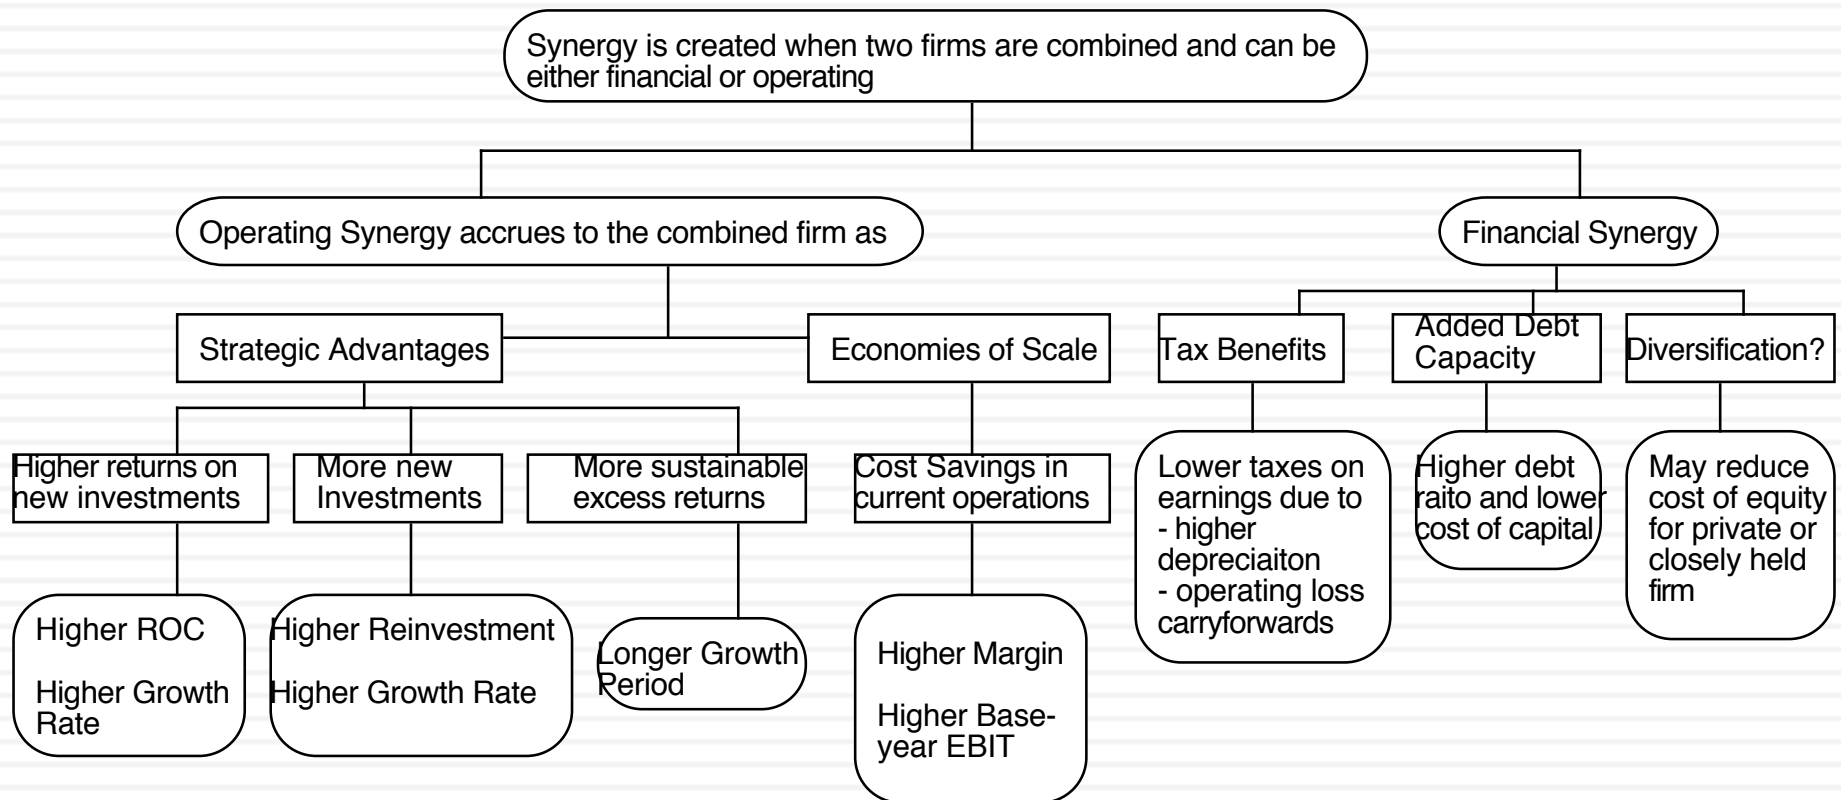 Synergy is created when two firms are combined and can be
either financial or operating
Operating Synergy accrues to the combined firm as
Financial Synergy
Strategic Advantages
Economies of Scale
Tax Benefits
Added Debt
Capacity
Diversification?
Higher returns on
new investments
More new
Investments
More sustainable
excess returns
Cost Savings in
current operations
Lower taxes on
earnings due to
- higher
depreciaiton
- operating loss
carryforwards
Higher debt
raito and lower
cost of capital
May reduce
cost of equity
for private or
closely held
firm
Higher ROC
Higher Growth
Rate
Higher Reinvestment
Higher Growth Rate
Longer Growth
Period
Higher Margin
Higher Base-
year EBIT